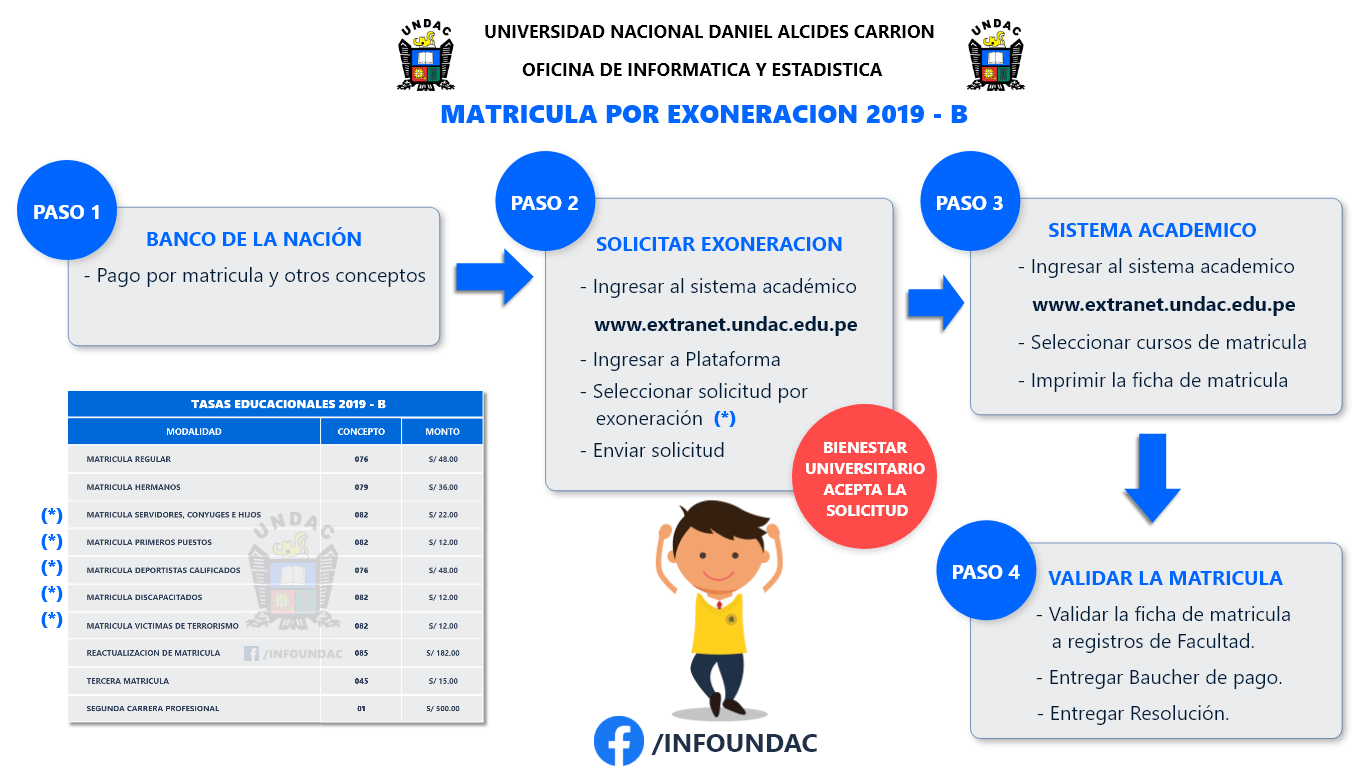 UNDAC
UNIVERSIDAD NACIONAL DANIEL ALCIDES CARRION
OFICINA DE INFORMATICA Y ESTADISTICA
UNDAC
MATRICULA POR EXONERACION 2019 - B
PASO 1
BANCO DE LA NACIÓN
- Pago por matricula y otros conceptos
PASO 2
SOLICITAR EXONERACION
- Ingresar al sistema académico
www.extranet.undac.edu.pe
- Ingresar a Plataforma
- Seleccionar solicitud por
exoneración (*)
- Enviar solicitud
BIENESTAR
UNIVERSITARIO
ACEPTA LA
SOLICITUD
PASO 3
SISTEMA ACADEMICO
- Ingresar al sistema academico
www.extranet.undac.edu.pe
- Seleccionar cursos de matricula
- Imprimir la ficha de matricula
PASO 4
VALIDAR LA MATRICULA
- Validar la ficha de matricula
a registros de Facultad.
- Entregar Baucher de pago.
- Entregar Resolución.
TASAS EDUCACIONALES 2019 - B
MODALIDAD CONCEPTO MONTO
MATRICULA REGULAR 076 S/ 48.00
MATRICULA HERMANOS 079 S/ 36.00
(*) MATRICULA SERVIDORES, CONYUGES E HIJOS 082 S/ 22.00
(*) MATRICULA PRIMEROS PUESTOS 082 S/ 12.00
(*) MATRICULA DEPORTISTAS CALIFICADOS 076 S/ 48.00
(*) MATRICULA DISCAPACITADOS 082 S/ 12.00
(*) MATRICULA VICTIMAS DE TERRORISMO 082 S/ 12.00
REACTUALIZACION DE MATRICULA 085 S/ 182.00
TERCERA MATRICULA 045 S/ 15.00
SEGUNDA CARRERA PROFESIONAL 01 S/ 500.00
UNDAC
f /INFOUNDAC
f /INFOUNDAC